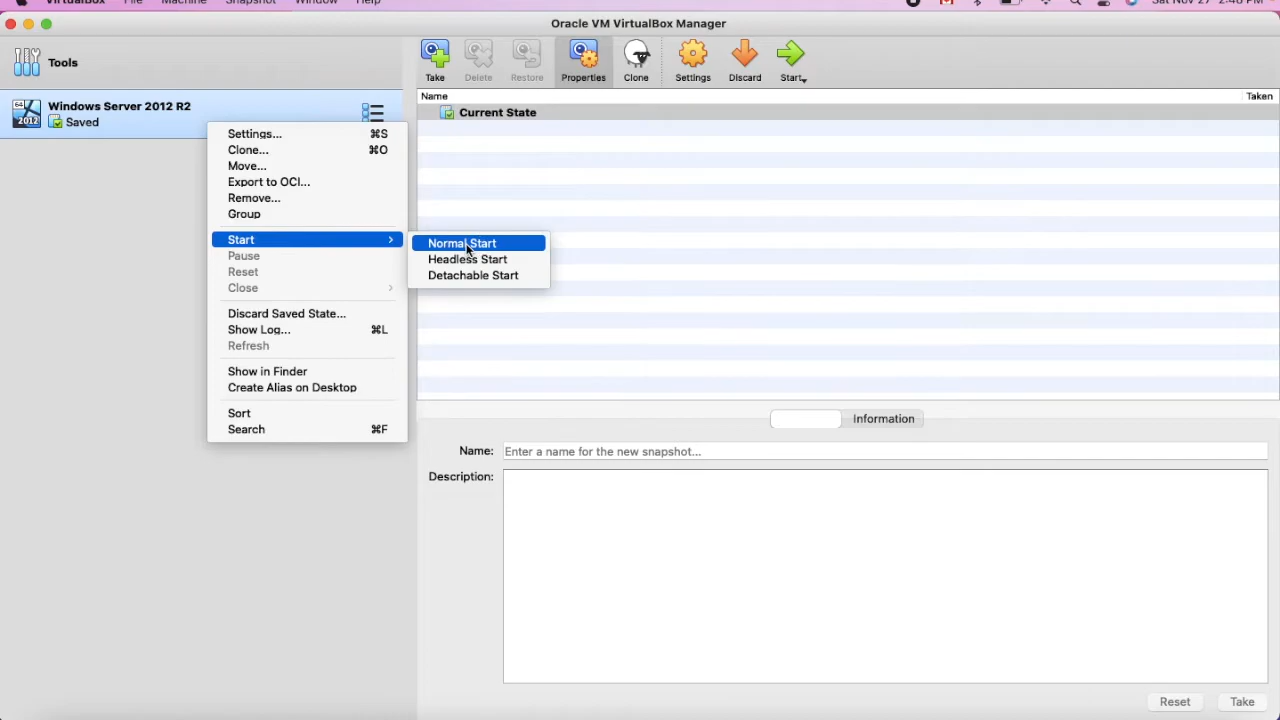 VirtualBox File Machine Snapshot Window Help Sat Nov 27 2:48 PM
Oracle VM VirtualBox Manager
Tools
Take Delete Restore Properties Clone Settings Discard Start
Name Taken
64
2012
Windows Server 2012 R2
Saved
Current State
Settings... ⌘S
Clone... ⌘O
Move...
Export to OCI...
Remove...
Group
Start >
Normal Start
Headless Start
Detachable Start
Pause
Reset
Close >
Discard Saved State...
Show Log... ⌘L
Refresh
Show in Finder
Create Alias on Desktop
Sort
Search ⌘F
Information
Name: Enter a name for the new snapshot...
Description:
Reset Take